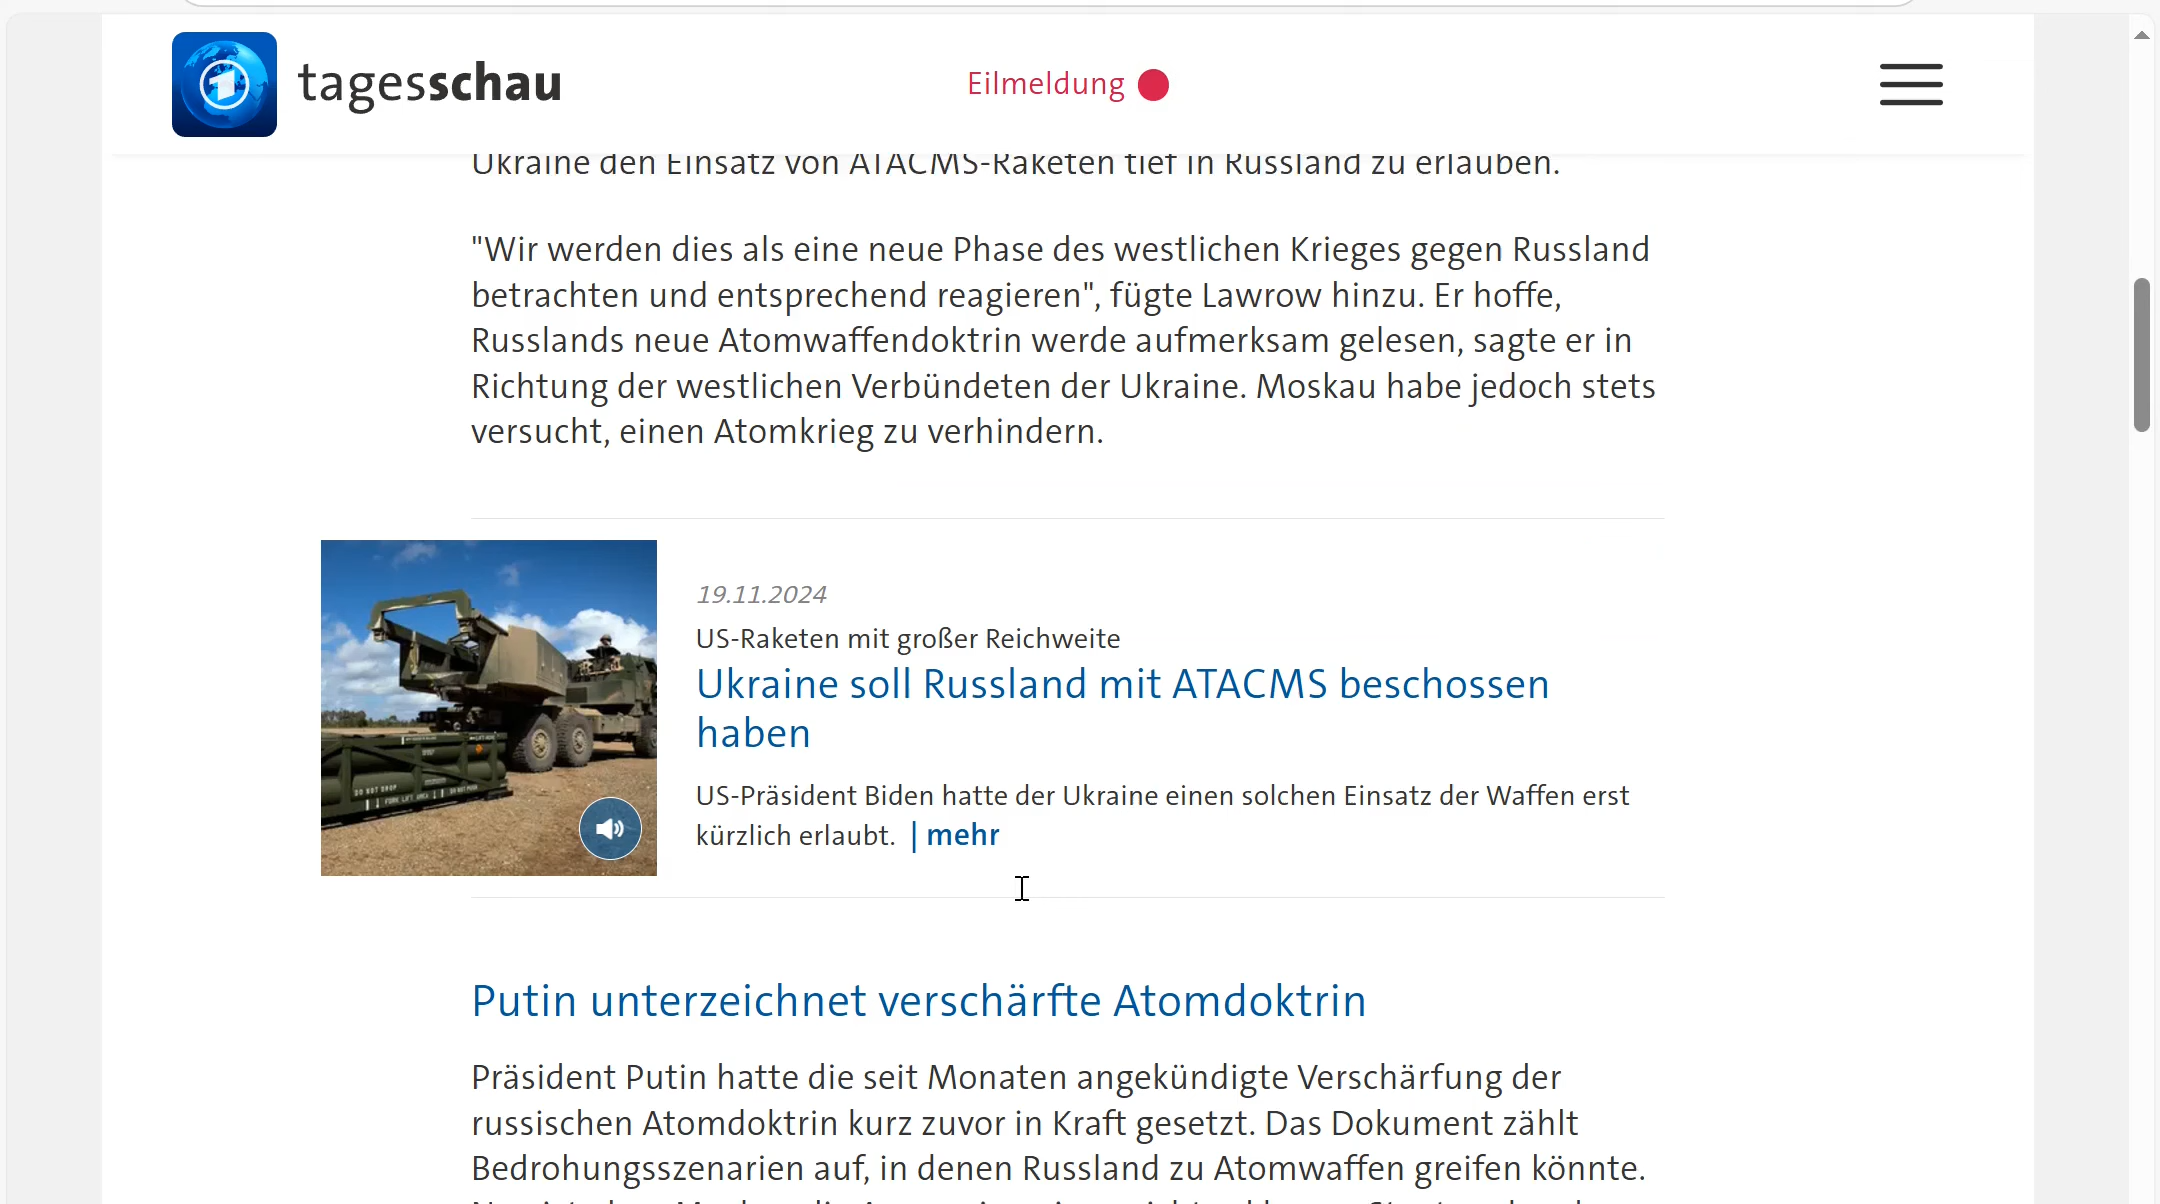 tagesschau
Eilmeldung
Ukraine den Einsatz von ATACMS-Raketen tief in Russland zu erlauben.
"Wir werden dies als eine neue Phase des westlichen Krieges gegen Russland
betrachten und entsprechend reagieren", fügte Lawrow hinzu. Er hoffe,
Russlands neue Atomwaffendoktrin werde aufmerksam gelesen, sagte er in
Richtung der westlichen Verbündeten der Ukraine. Moskau habe jedoch stets
versucht, einen Atomkrieg zu verhindern.
19.11.2024
US-Raketen mit großer Reichweite
Ukraine soll Russland mit ATACMS beschossen
haben
US-Präsident Biden hatte der Ukraine einen solchen Einsatz der Waffen erst
kürzlich erlaubt. | mehr
DO NOT DROP
Putin unterzeichnet verschärfte Atomdoktrin
Präsident Putin hatte die seit Monaten angekündigte Verschärfung der
russischen Atomdoktrin kurz zuvor in Kraft gesetzt. Das Dokument zählt
Bedrohungsszenarien auf, in denen Russland zu Atomwaffen greifen könnte.